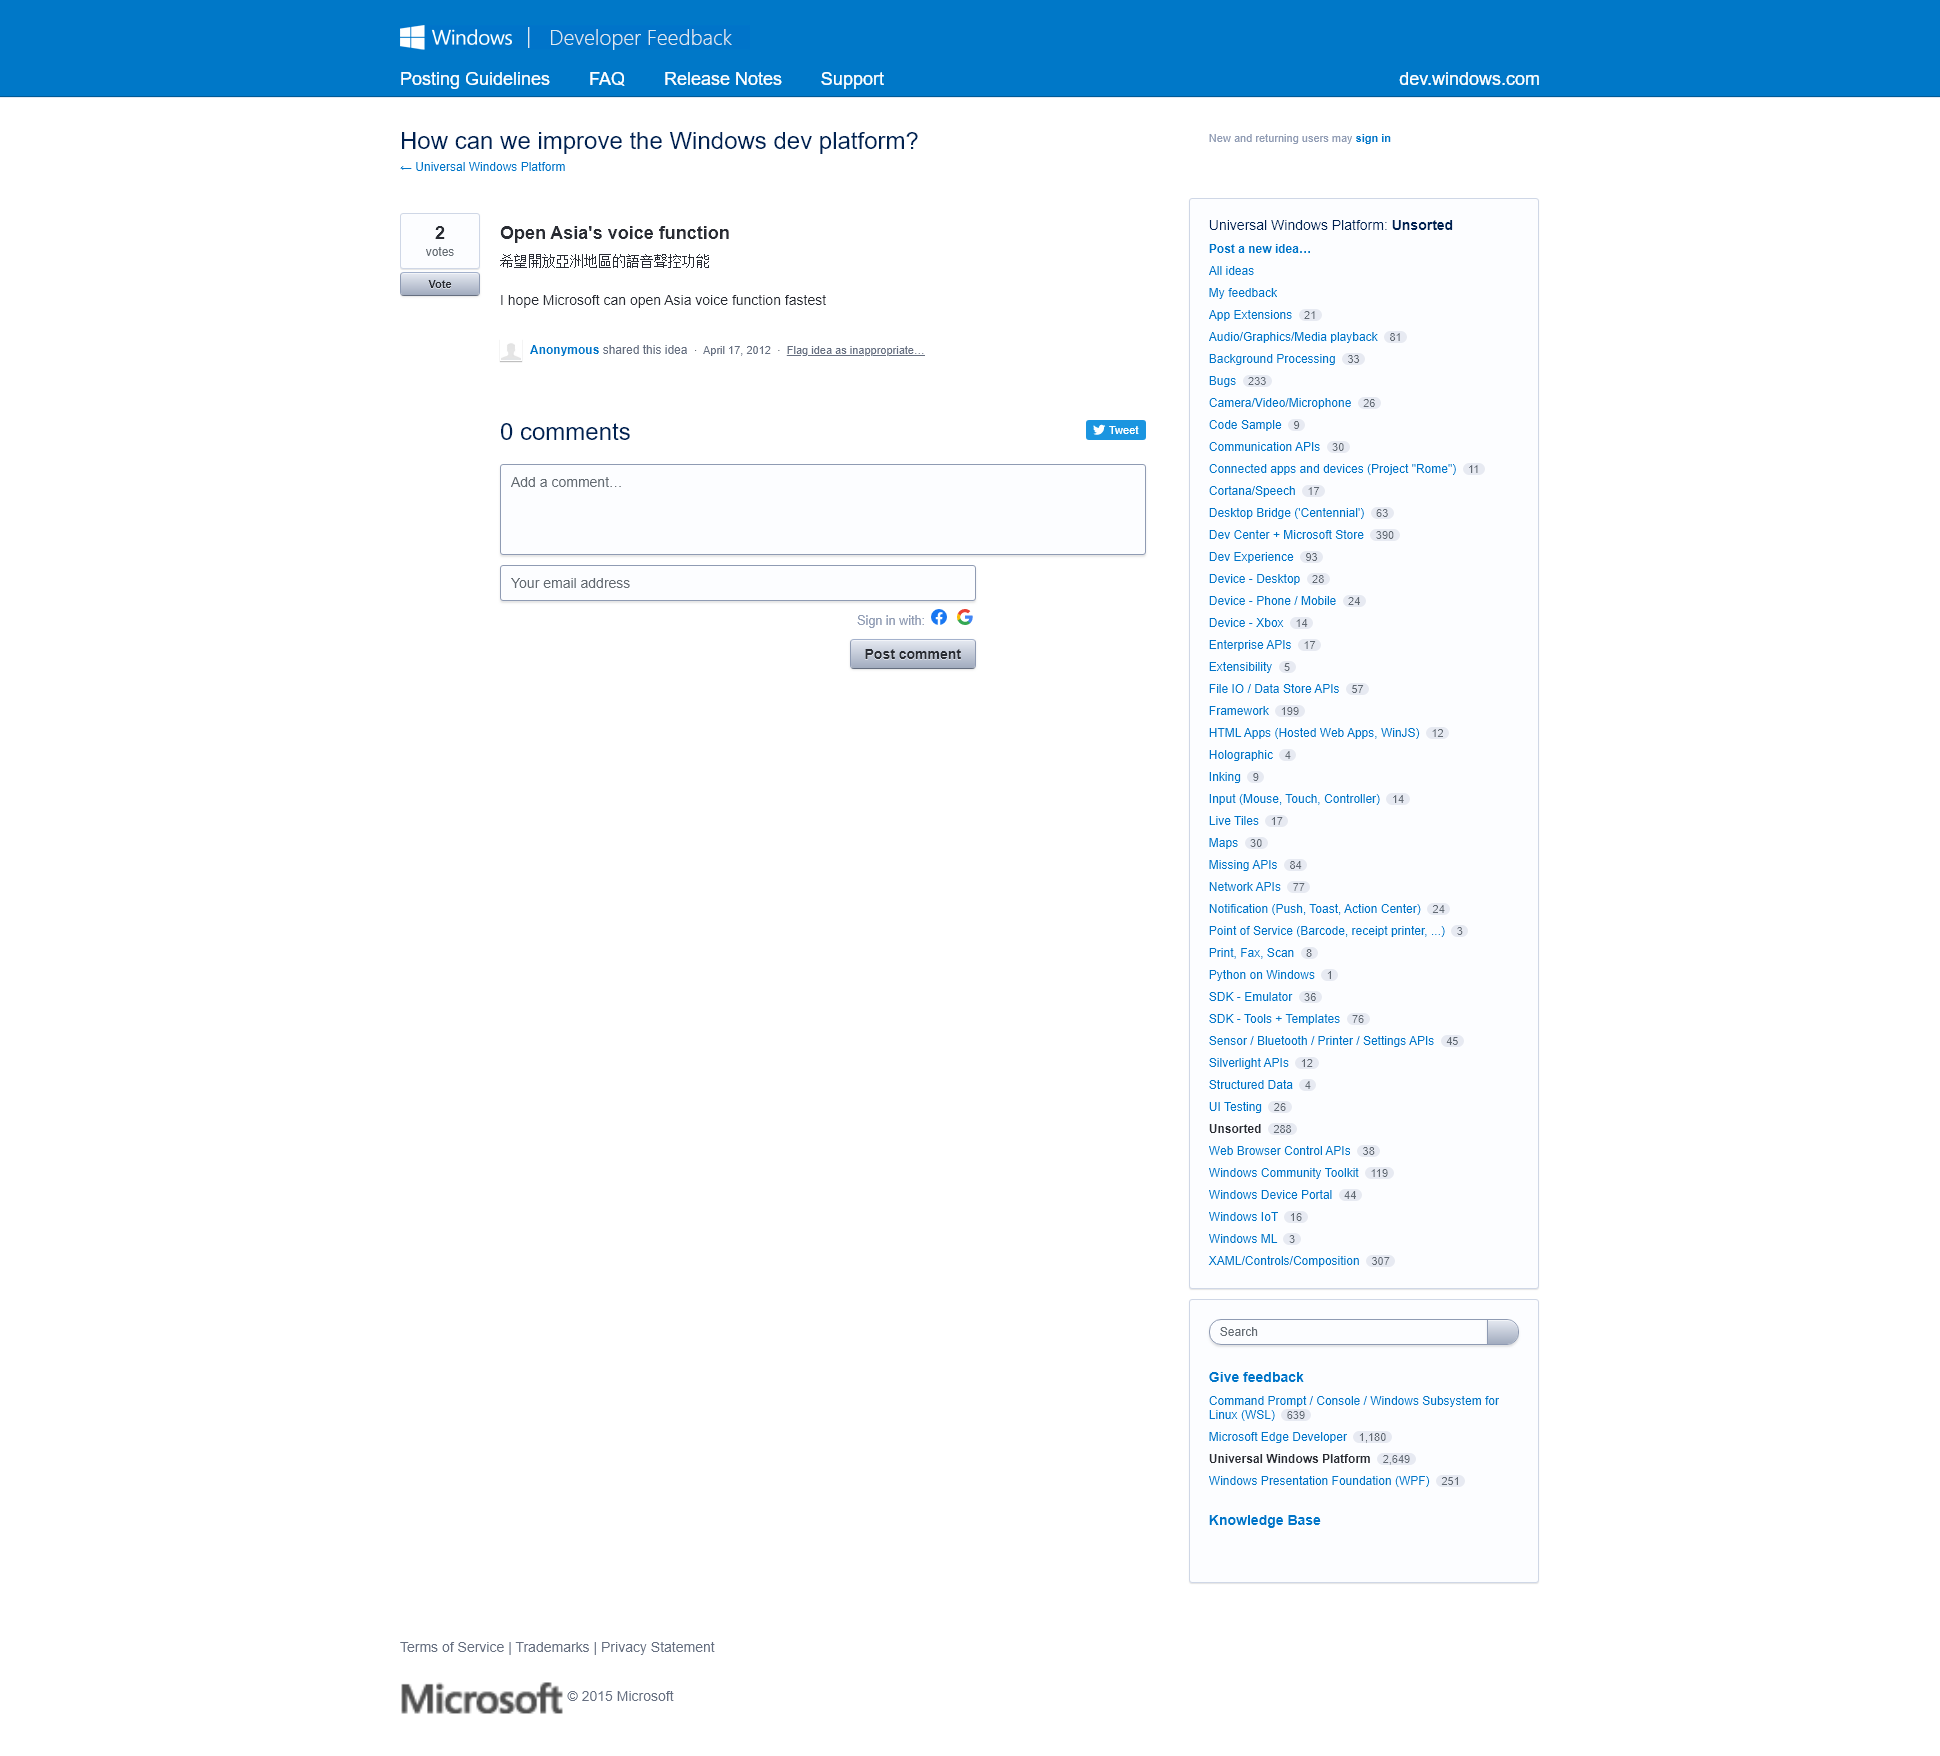 Windows | Developer Feedback
Posting Guidelines FAQ Release Notes Support dev.windows.com
How can we improve the Windows dev platform?
← Universal Windows Platform
New and returning users may sign in
2
votes
Vote
Open Asia's voice function
希望開放亞洲地區的語音聲控功能
I hope Microsoft can open Asia voice function fastest
Anonymous shared this idea · April 17, 2012 · Flag idea as inappropriate…
0 comments
Tweet
Add a comment…
Your email address
Sign in with:
Post comment
Universal Windows Platform: Unsorted
Post a new idea…
All ideas
My feedback
App Extensions 21
Audio/Graphics/Media playback 81
Background Processing 33
Bugs 233
Camera/Video/Microphone 26
Code Sample 9
Communication APIs 30
Connected apps and devices (Project "Rome") 11
Cortana/Speech 17
Desktop Bridge ('Centennial') 63
Dev Center + Microsoft Store 390
Dev Experience 93
Device - Desktop 28
Device - Phone / Mobile 24
Device - Xbox 14
Enterprise APIs 17
Extensibility 5
File IO / Data Store APIs 57
Framework 199
HTML Apps (Hosted Web Apps, WinJS) 12
Holographic 4
Inking 9
Input (Mouse, Touch, Controller) 14
Live Tiles 17
Maps 30
Missing APIs 84
Network APIs 77
Notification (Push, Toast, Action Center) 24
Point of Service (Barcode, receipt printer, ...) 3
Print, Fax, Scan 8
Python on Windows 1
SDK - Emulator 36
SDK - Tools + Templates 76
Sensor / Bluetooth / Printer / Settings APIs 45
Silverlight APIs 12
Structured Data 4
UI Testing 26
Unsorted 288
Web Browser Control APIs 38
Windows Community Toolkit 119
Windows Device Portal 44
Windows IoT 16
Windows ML 3
XAML/Controls/Composition 307
Search
Give feedback
Command Prompt / Console / Windows Subsystem for
Linux (WSL) 639
Microsoft Edge Developer 1,180
Universal Windows Platform 2,649
Windows Presentation Foundation (WPF) 251
Knowledge Base
Terms of Service | Trademarks | Privacy Statement
Microsoft © 2015 Microsoft